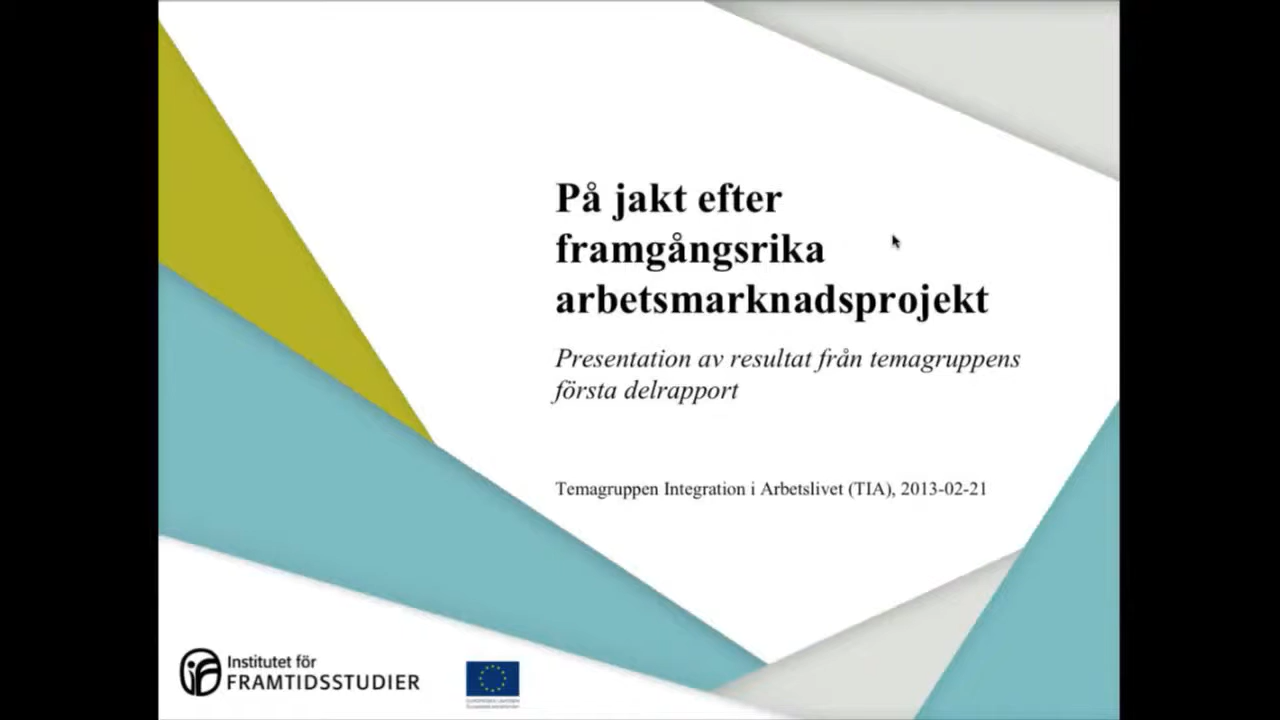 På jakt efter
framgångsrika
arbetsmarknadsprojekt
Presentation av resultat från temagruppens
första delrapport
Temagruppen Integration i Arbetslivet (TIA), 2013-02-21
Institutet för
FRAMTIDSSTUDIER